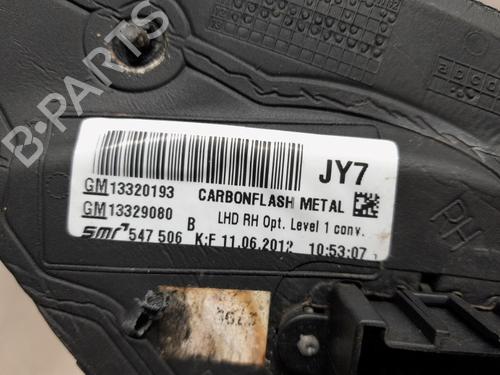 B-PARTS
JY7
GM 13320193 CARBONFLASH METAL
GM 13329080 B LHD RH Opt. Level 1 conv.
smr 547 506 K:F 11.06.2012 10:53:07
RH